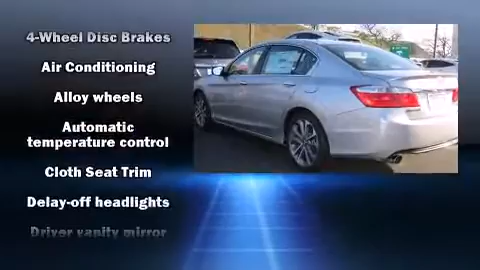 4-Wheel Disc Brakes
Air Conditioning
Alloy wheels
Automatic
temperature control
Cloth Seat Trim
Delay-off headlights
Driver vanity mirror